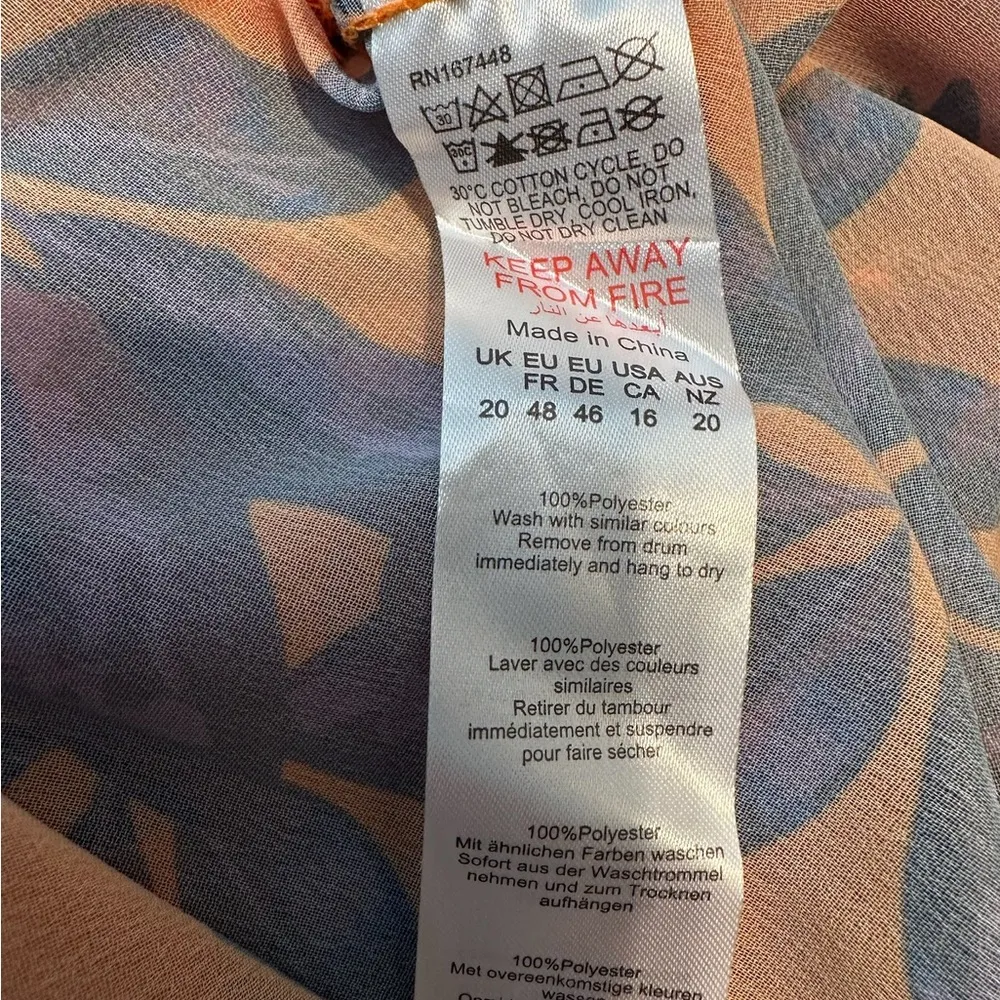 RN167448
30
30C
30°C COTTON CYCLE, DO
NOT BLEACH, DO NOT
TUMBLE DRY, COOL IRON,
DO NOT DRY CLEAN
KEEP AWAY
FROM FIRE
أبعدها عن النار
Made in China
UK EU EU USA AUS
FR DE CA NZ
20 48 46 16 20
100%Polyester
Wash with similar colours
Remove from drum
immediately and hang to dry
100%Polyester
Laver avec des couleurs
similaires
Retirer du tambour
immédiatement et suspendre
pour faire sécher
100%Polyester
Mit ähnlichen Farben waschen
Sofort aus der Waschtrommel
nehmen und zum Trocknen
aufhängen
100%Polyester
Met overeenkomstige kleuren